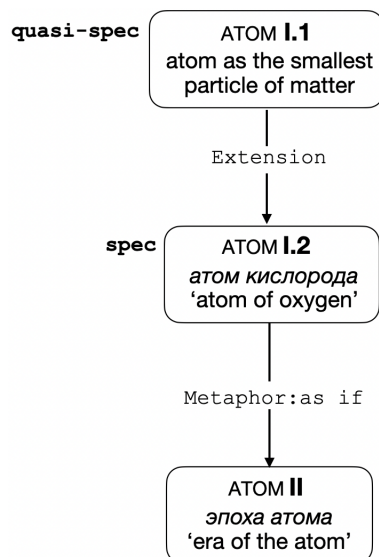 quasi-spec
ATOM I.1
atom as the smallest
particle of matter
Extension
spec
ATOM I.2
атом кислорода
‘atom of oxygen’
Metaphor:as if
ATOM II
эпоха атома
‘era of the atom’